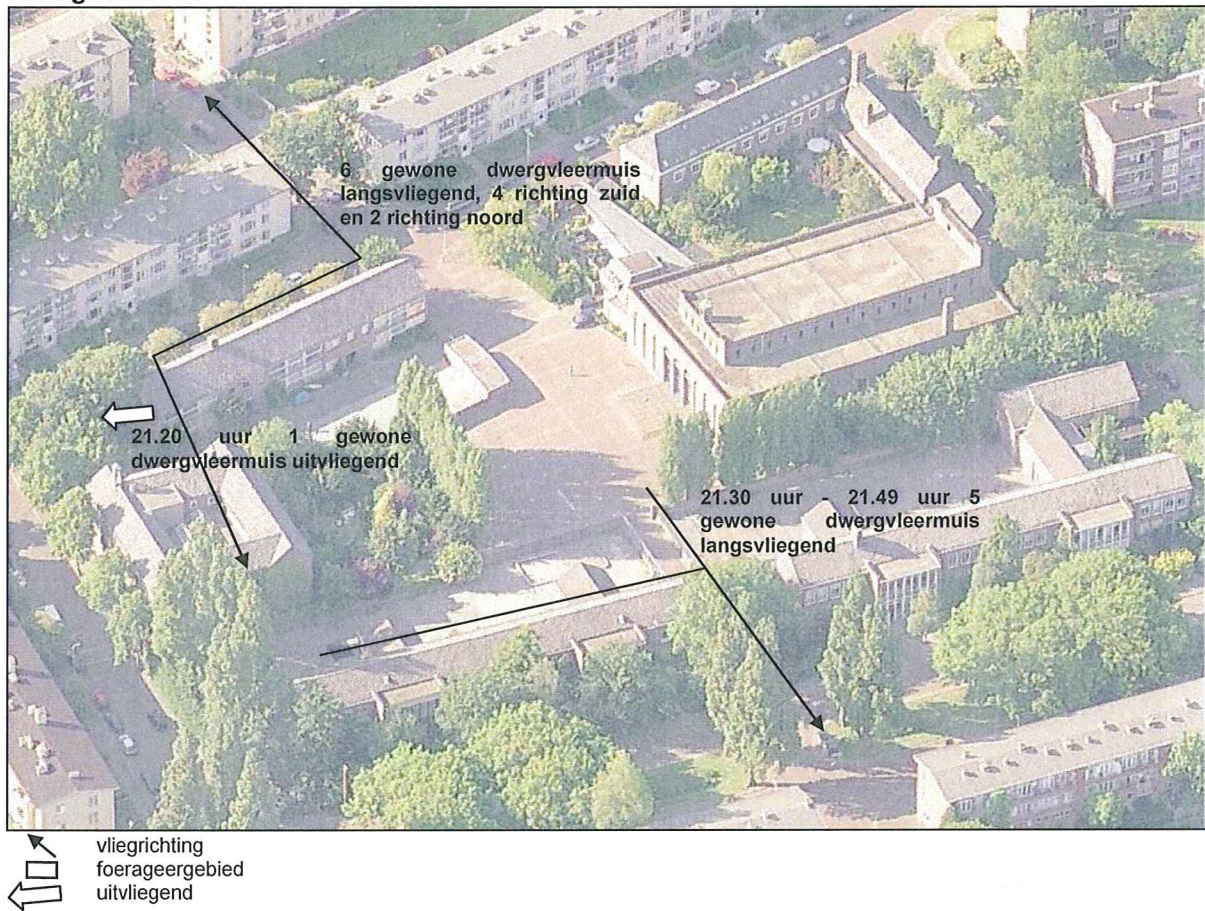 6 gewone dwergvleermuis
langsvliegend, 4 richting zuid
en 2 richting noord
21.20 uur 1 gewone
dwergvleermuis uitvliegend
21.30 uur - 21.49 uur 5
gewone dwergvleermuis
langsvliegend
vliegrichting
foerageergebied
uitvliegend